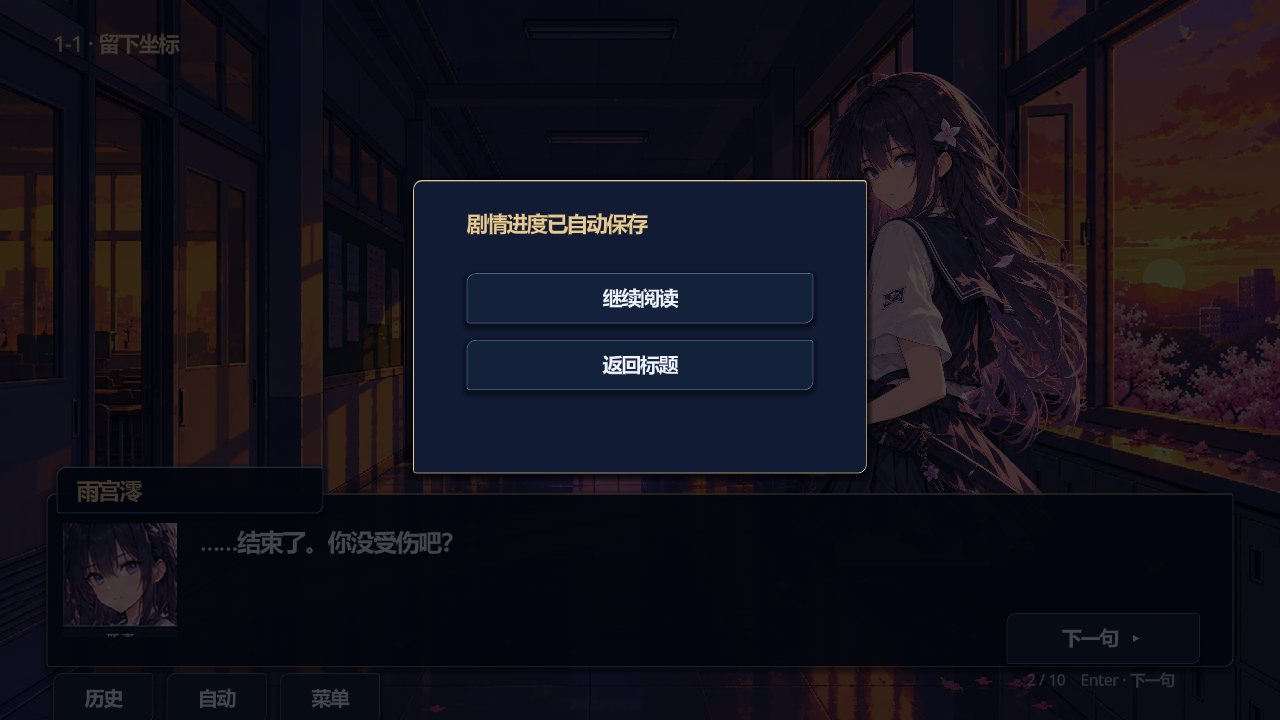 1-1 · 留下坐标
剧情进度已自动保存
继续阅读
返回标题
雨宫澪
……结束了。你没受伤吧？
下一句 ▸
2 / 10 Enter · 下一句
历史
自动
菜单